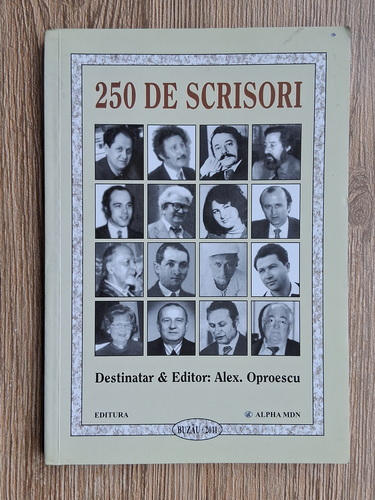 250 DE SCRISORI
Destinatar & Editor: Alex. Oproescu
EDITURA
ALPHA MDN
BUZĂU - 2011